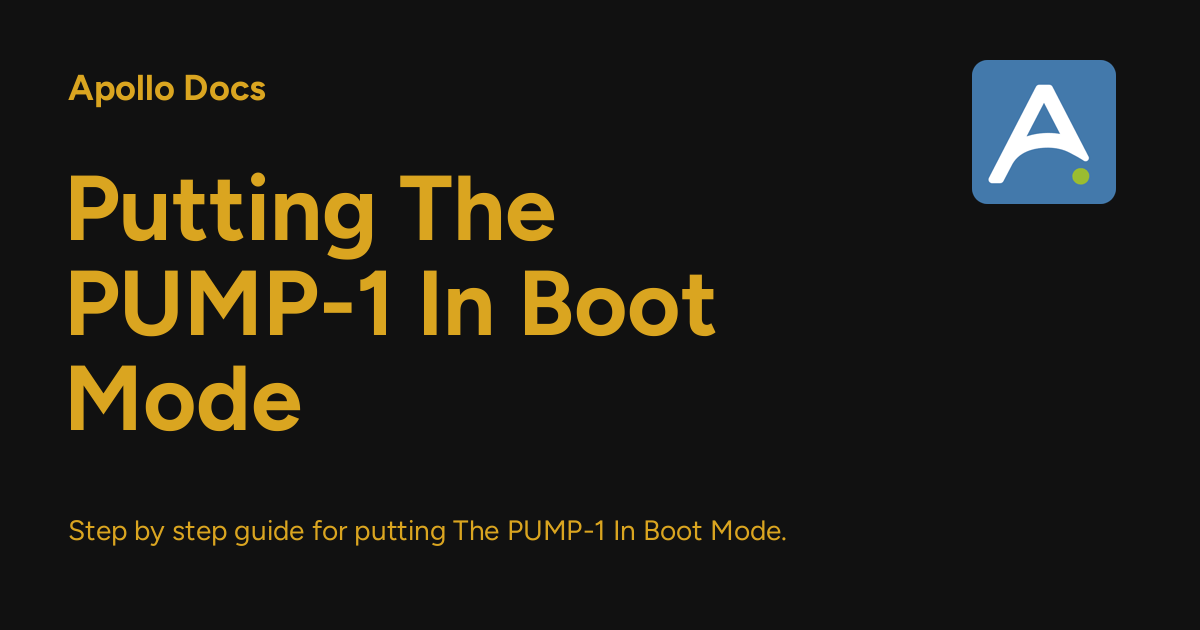 Apollo Docs
Putting The
PUMP-1 In Boot
Mode
Step by step guide for putting The PUMP-1 In Boot Mode.